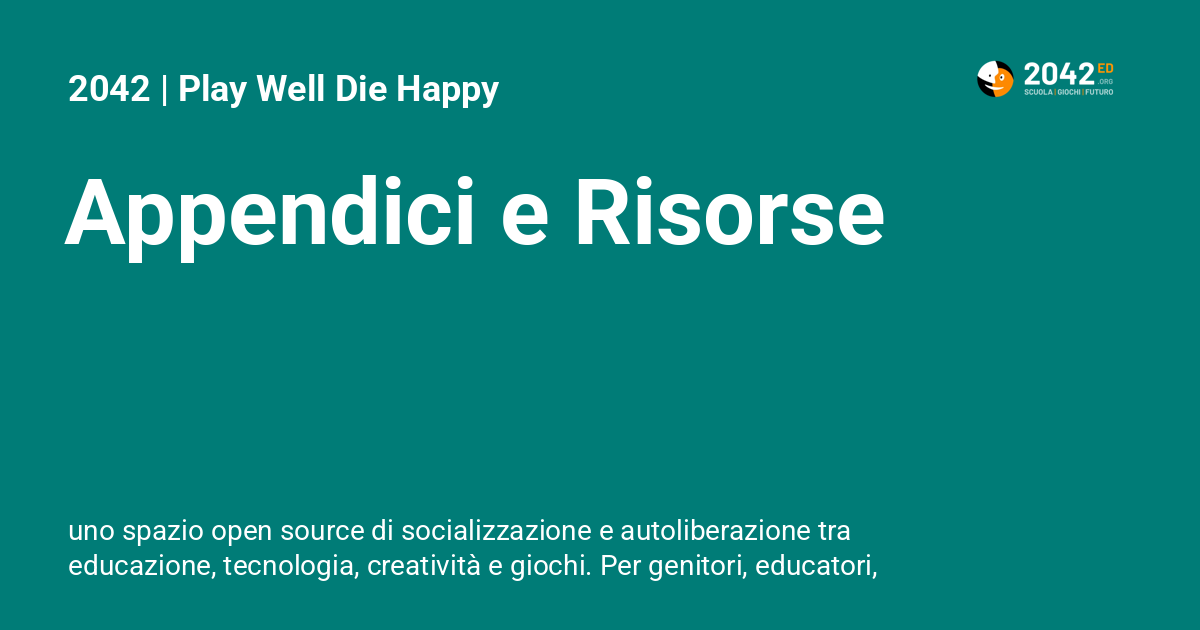 2042 | Play Well Die Happy
2042 ED
.ORG
SCUOLA | GIOCHI | FUTURO
Appendici e Risorse
uno spazio open source di socializzazione e autoliberazione tra
educazione, tecnologia, creatività e giochi. Per genitori, educatori,